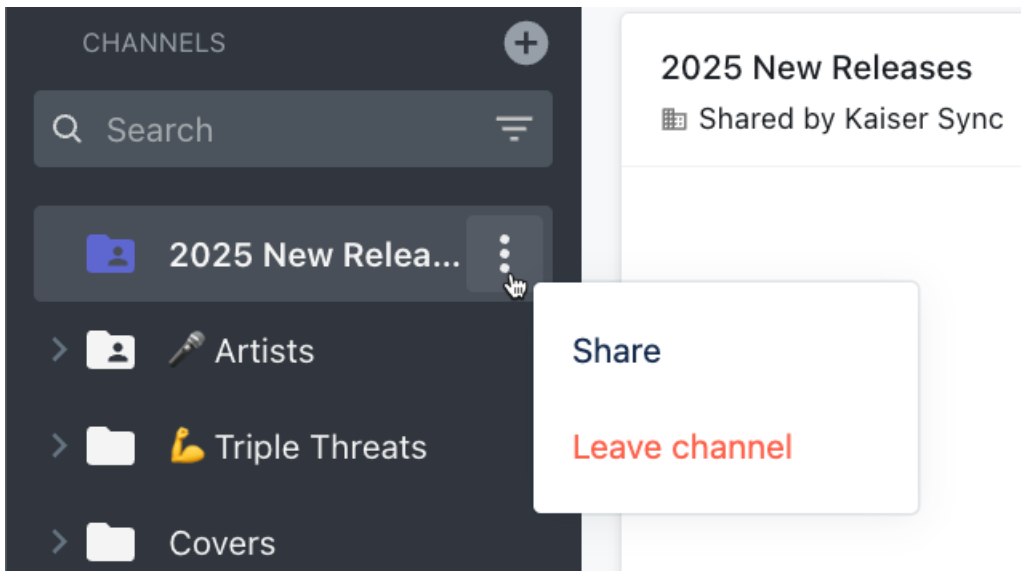 CHANNELS
Search
2025 New Relea...
🎤 Artists
💪 Triple Threats
Covers
2025 New Releases
Shared by Kaiser Sync
Share
Leave channel